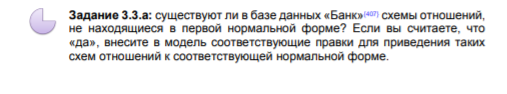 Задание 3.3.a: существуют ли в базе данных «Банк»{407} схемы отношений,
не находящиеся в первой нормальной форме? Если вы считаете, что
«да», внесите в модель соответствующие правки для приведения таких
схем отношений к соответствующей нормальной форме.